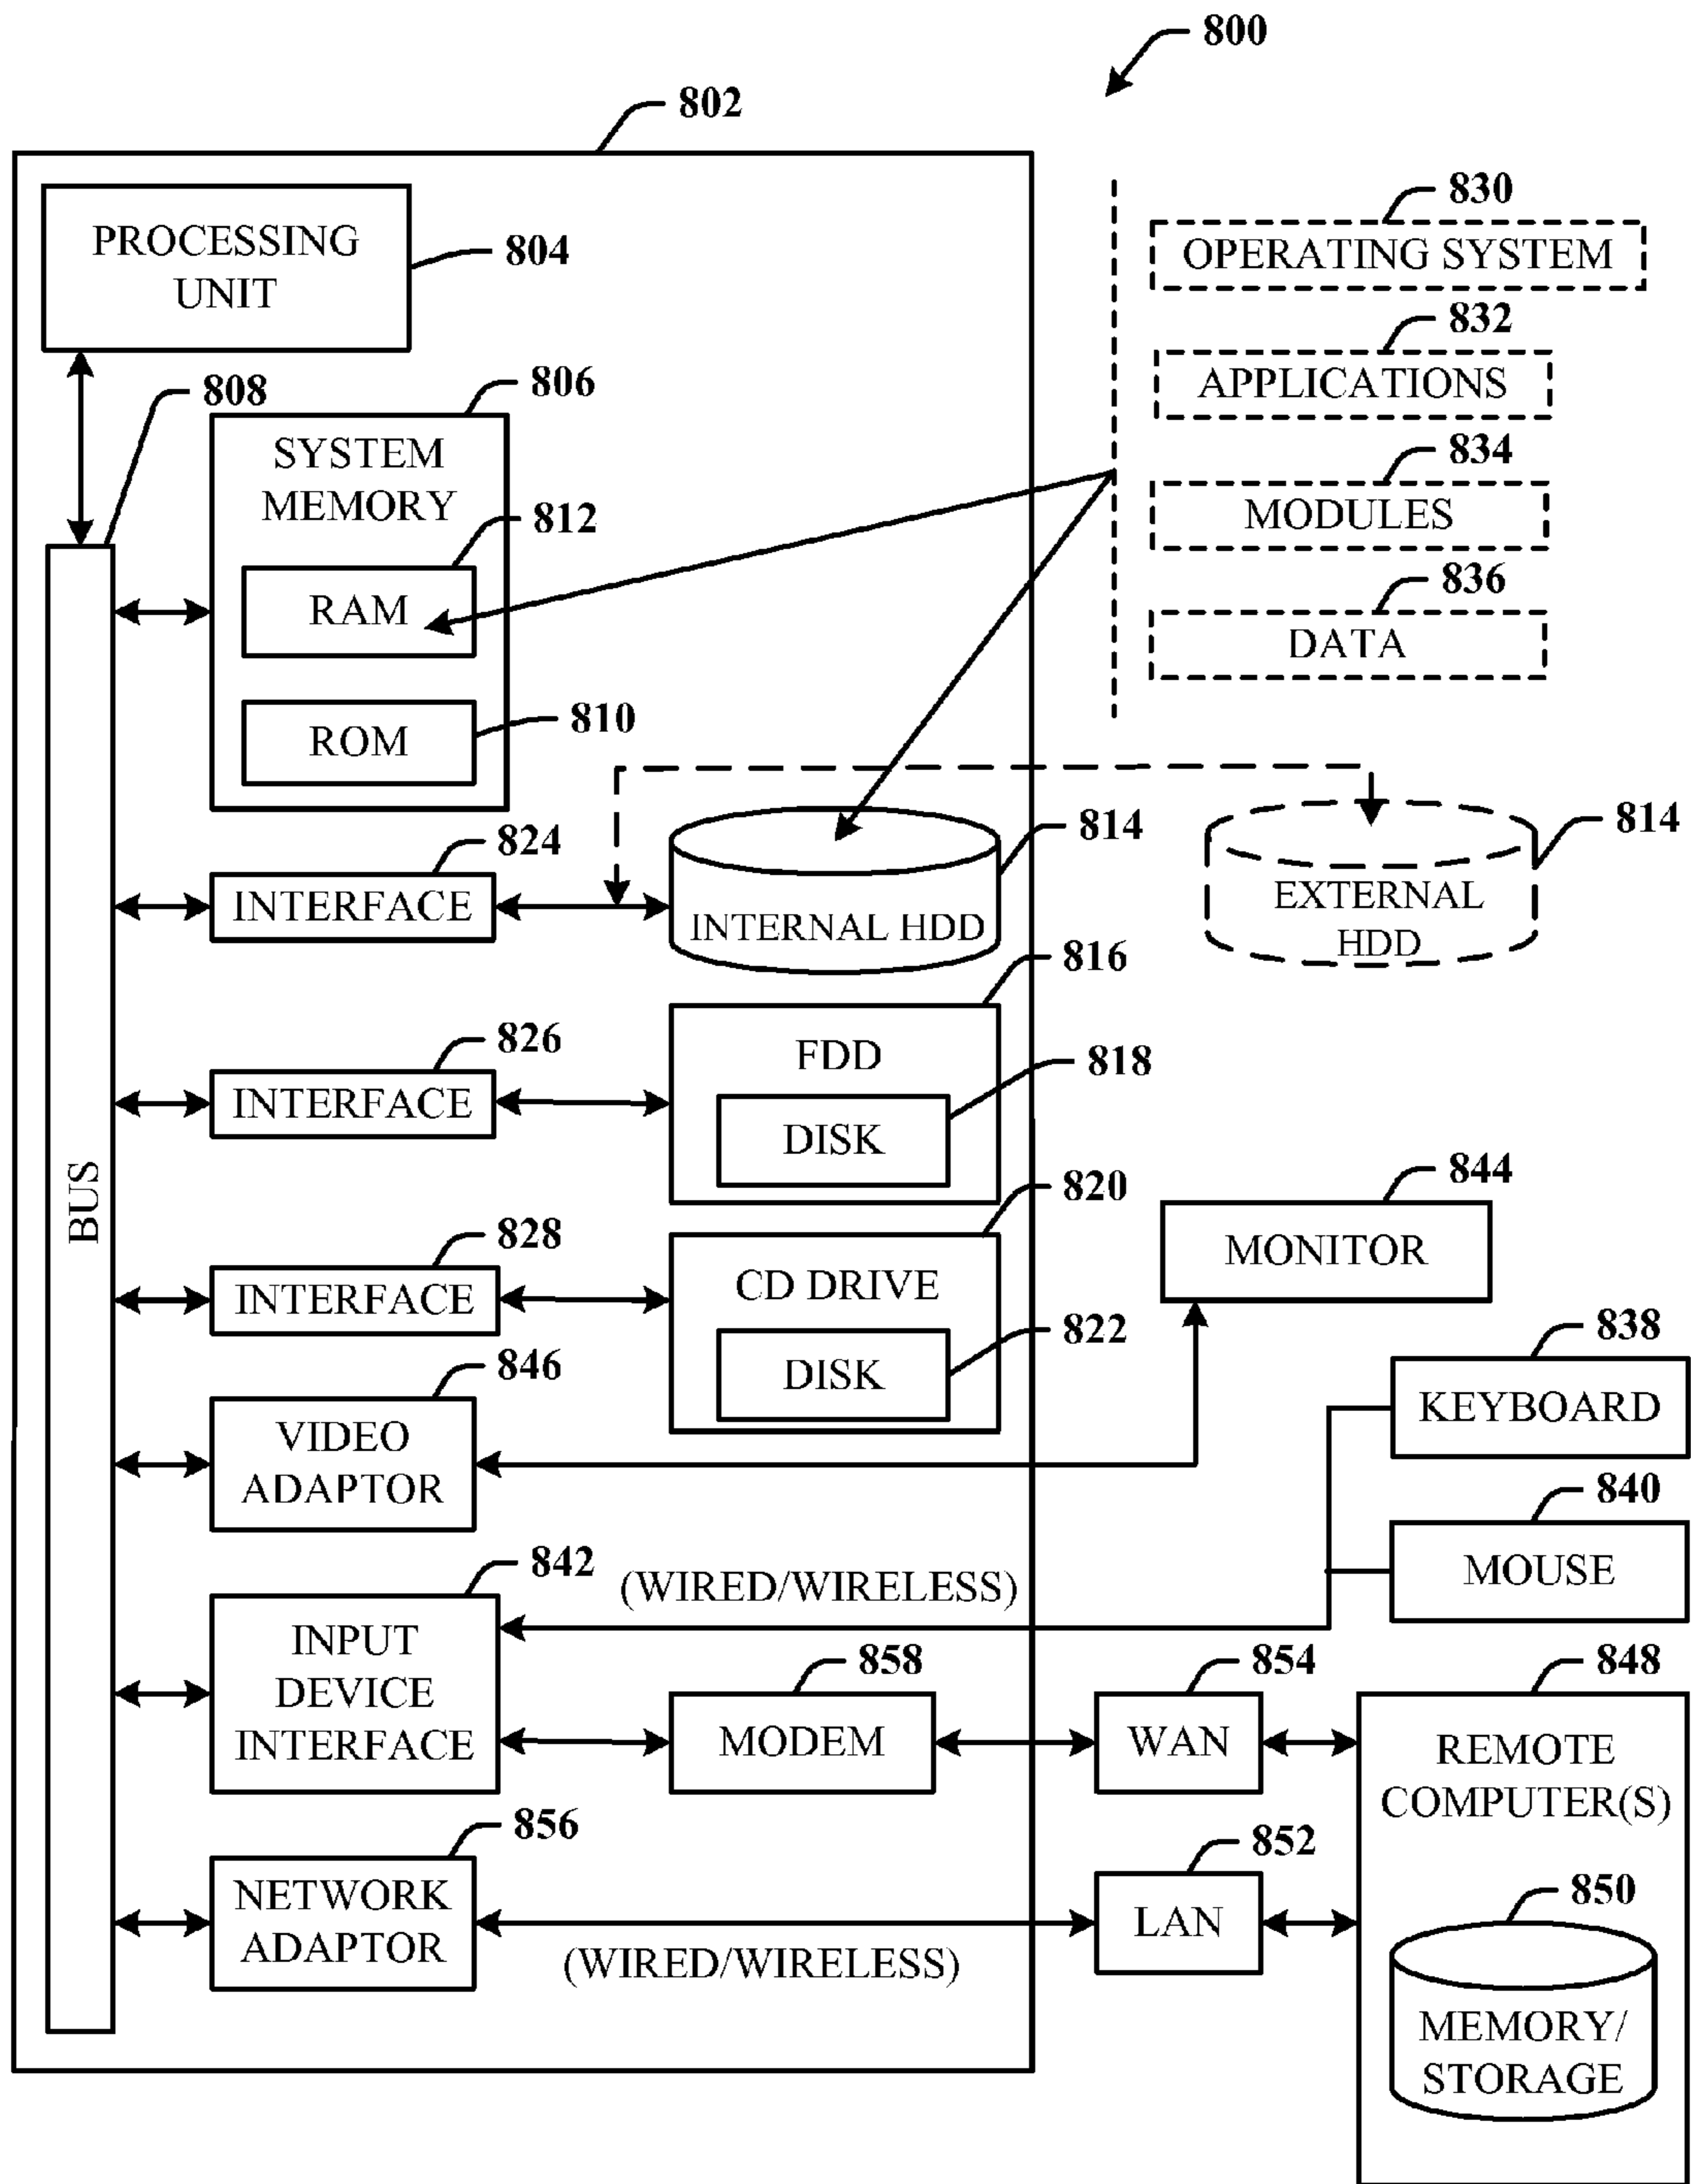 800
802
PROCESSING
UNIT
804
830
OPERATING SYSTEM
832
APPLICATIONS
834
MODULES
836
DATA
808
806
SYSTEM
MEMORY
812
RAM
810
ROM
BUS
824
INTERFACE
814
INTERNAL HDD
814
EXTERNAL
HDD
826
INTERFACE
816
FDD
818
DISK
828
INTERFACE
820
CD DRIVE
822
DISK
844
MONITOR
846
VIDEO
ADAPTOR
838
KEYBOARD
840
MOUSE
842
INPUT
DEVICE
INTERFACE
(WIRED/WIRELESS)
858
MODEM
854
WAN
848
REMOTE
COMPUTER(S)
856
NETWORK
ADAPTOR
(WIRED/WIRELESS)
852
LAN
850
MEMORY/
STORAGE